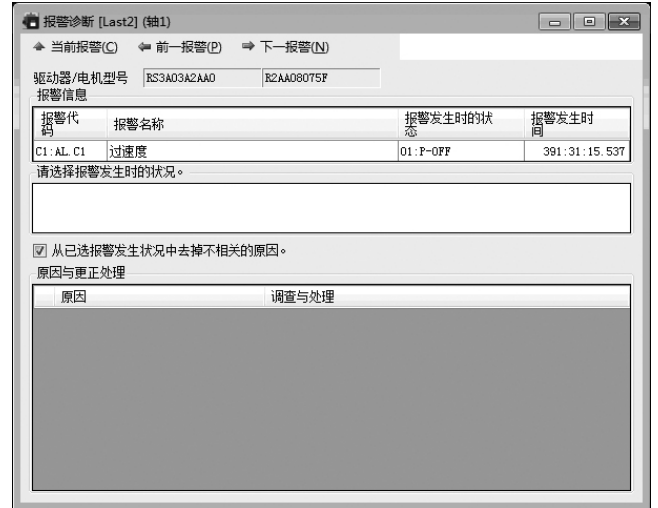 报警诊断 [Last2] (轴1)
当前报警(C) 前一报警(P) 下一报警(N)
驱动器/电机型号 RS3A03A2AA0 R2AA08075F
报警信息
报警代码 报警名称 报警发生时的状态 报警发生时间
C1:AL.C1 过速度 01:P-OFF 391:31:15.537
请选择报警发生时的状况。
从已选报警发生状况中去掉不相关的原因。
原因与更正处理
原因 调查与处理